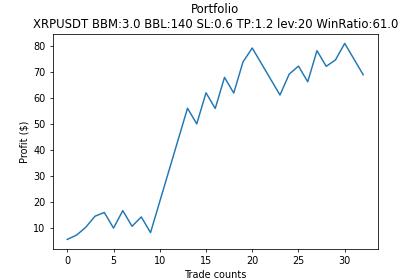 Portfolio
XRPUSDT BBM:3.0 BBL:140 SL:0.6 TP:1.2 lev:20 WinRatio:61.0
80
70
60
50
40
30
20
10
Profit ($)
0 5 10 15 20 25 30
Trade counts